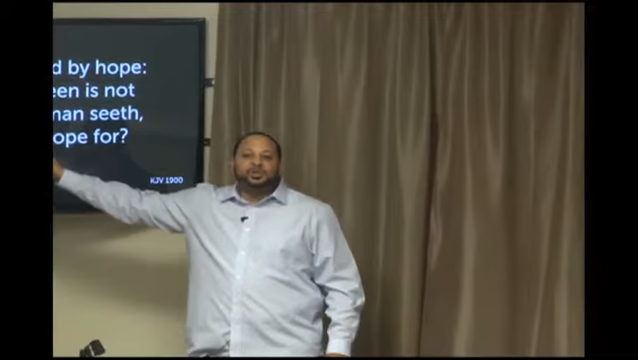 d by hope:
een is not
man seeth,
ope for?
KJV 1900